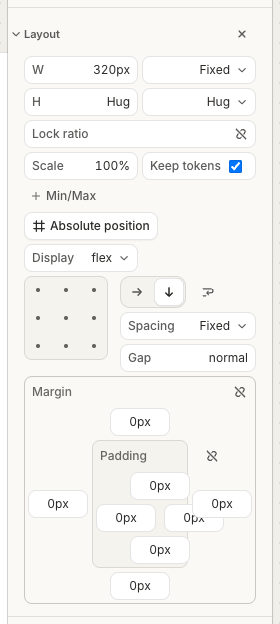 Layout
W 320px Fixed
H Hug Hug
Lock ratio
Scale 100% Keep tokens
Min/Max
Absolute position
Display flex
Spacing Fixed
Gap normal
Margin
0px
Padding
0px
0px 0px 0px 0px
0px
0px